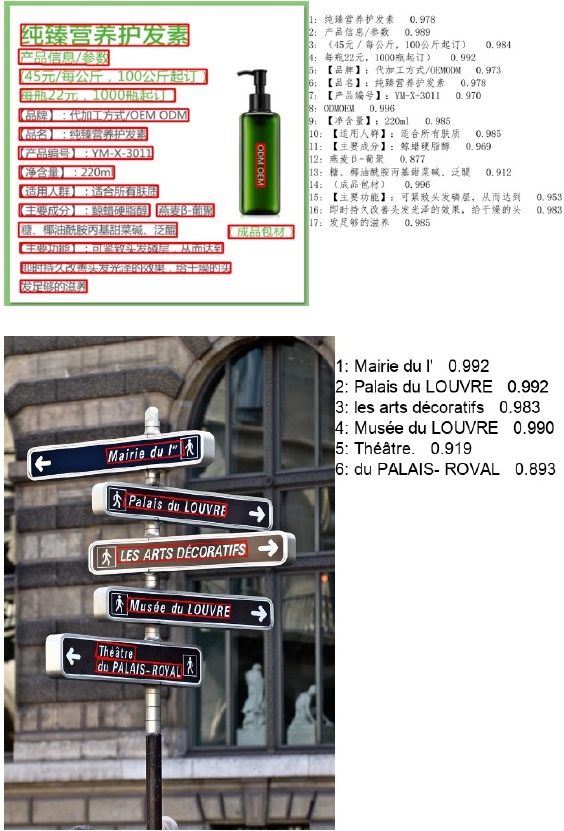 纯臻营养护发素
产品信息/参数
(45元/每公斤，100公斤起订)
每瓶22元，1000瓶起订)
【品牌】：代加工方式/OEM ODM
【品名】：纯臻营养护发素
【产品编号】：YM-X-3011
【净含量】：220ml
【适用人群】：适合所有肤质
【主要成分】：鲸蜡硬脂醇 燕麦β-葡聚
糖、椰油酰胺丙基甜菜碱、泛醌
【主要功能】：可紧致头发磷层，从而达到
即时持久改善头发光泽的效果，给干燥的头
发足够的滋养
ODM OEM
(成品包材)
1: 纯臻营养护发素 0.978
2: 产品信息/参数 0.989
3: (45元/每公斤, 100公斤起订) 0.984
4: 每瓶22元, 1000瓶起订) 0.992
5: 【品牌】: 代加工方式/OEMODM 0.973
6: 【品名】: 纯臻营养护发素 0.978
7: 【产品编号】: YM-X-3011 0.970
8: ODMOEM 0.996
9: 【净含量】: 220ml 0.985
10: 【适用人群】: 适合所有肤质 0.985
11: 【主要成分】: 鲸蜡硬脂醇 0.969
12: 燕麦β-葡聚 0.877
13: 糖、椰油酰胺丙基甜菜碱、泛醌 0.912
14: (成品包材) 0.996
15: 【主要功能】: 可紧致头发磷层, 从而达到 0.953
16: 即时持久改善头发光泽的效果, 给干燥的头 0.983
17: 发足够的滋养 0.985
Mairie du 1er
Palais du LOUVRE
LES ARTS DÉCORATIFS
Musée du LOUVRE
Théâtre
du PALAIS-ROYAL
1: Mairie du l' 0.992
2: Palais du LOUVRE 0.992
3: les arts décoratifs 0.983
4: Musée du LOUVRE 0.990
5: Théâtre. 0.919
6: du PALAIS- ROVAL 0.893